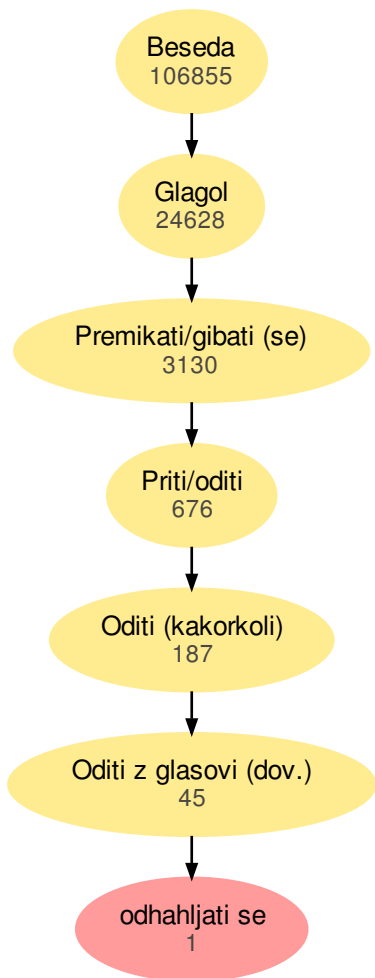 Beseda
106855
Glagol
24628
Premikati/gibati (se)
3130
Priti/oditi
676
Oditi (kakorkoli)
187
Oditi z glasovi (dov.)
45
odhahljati se
1